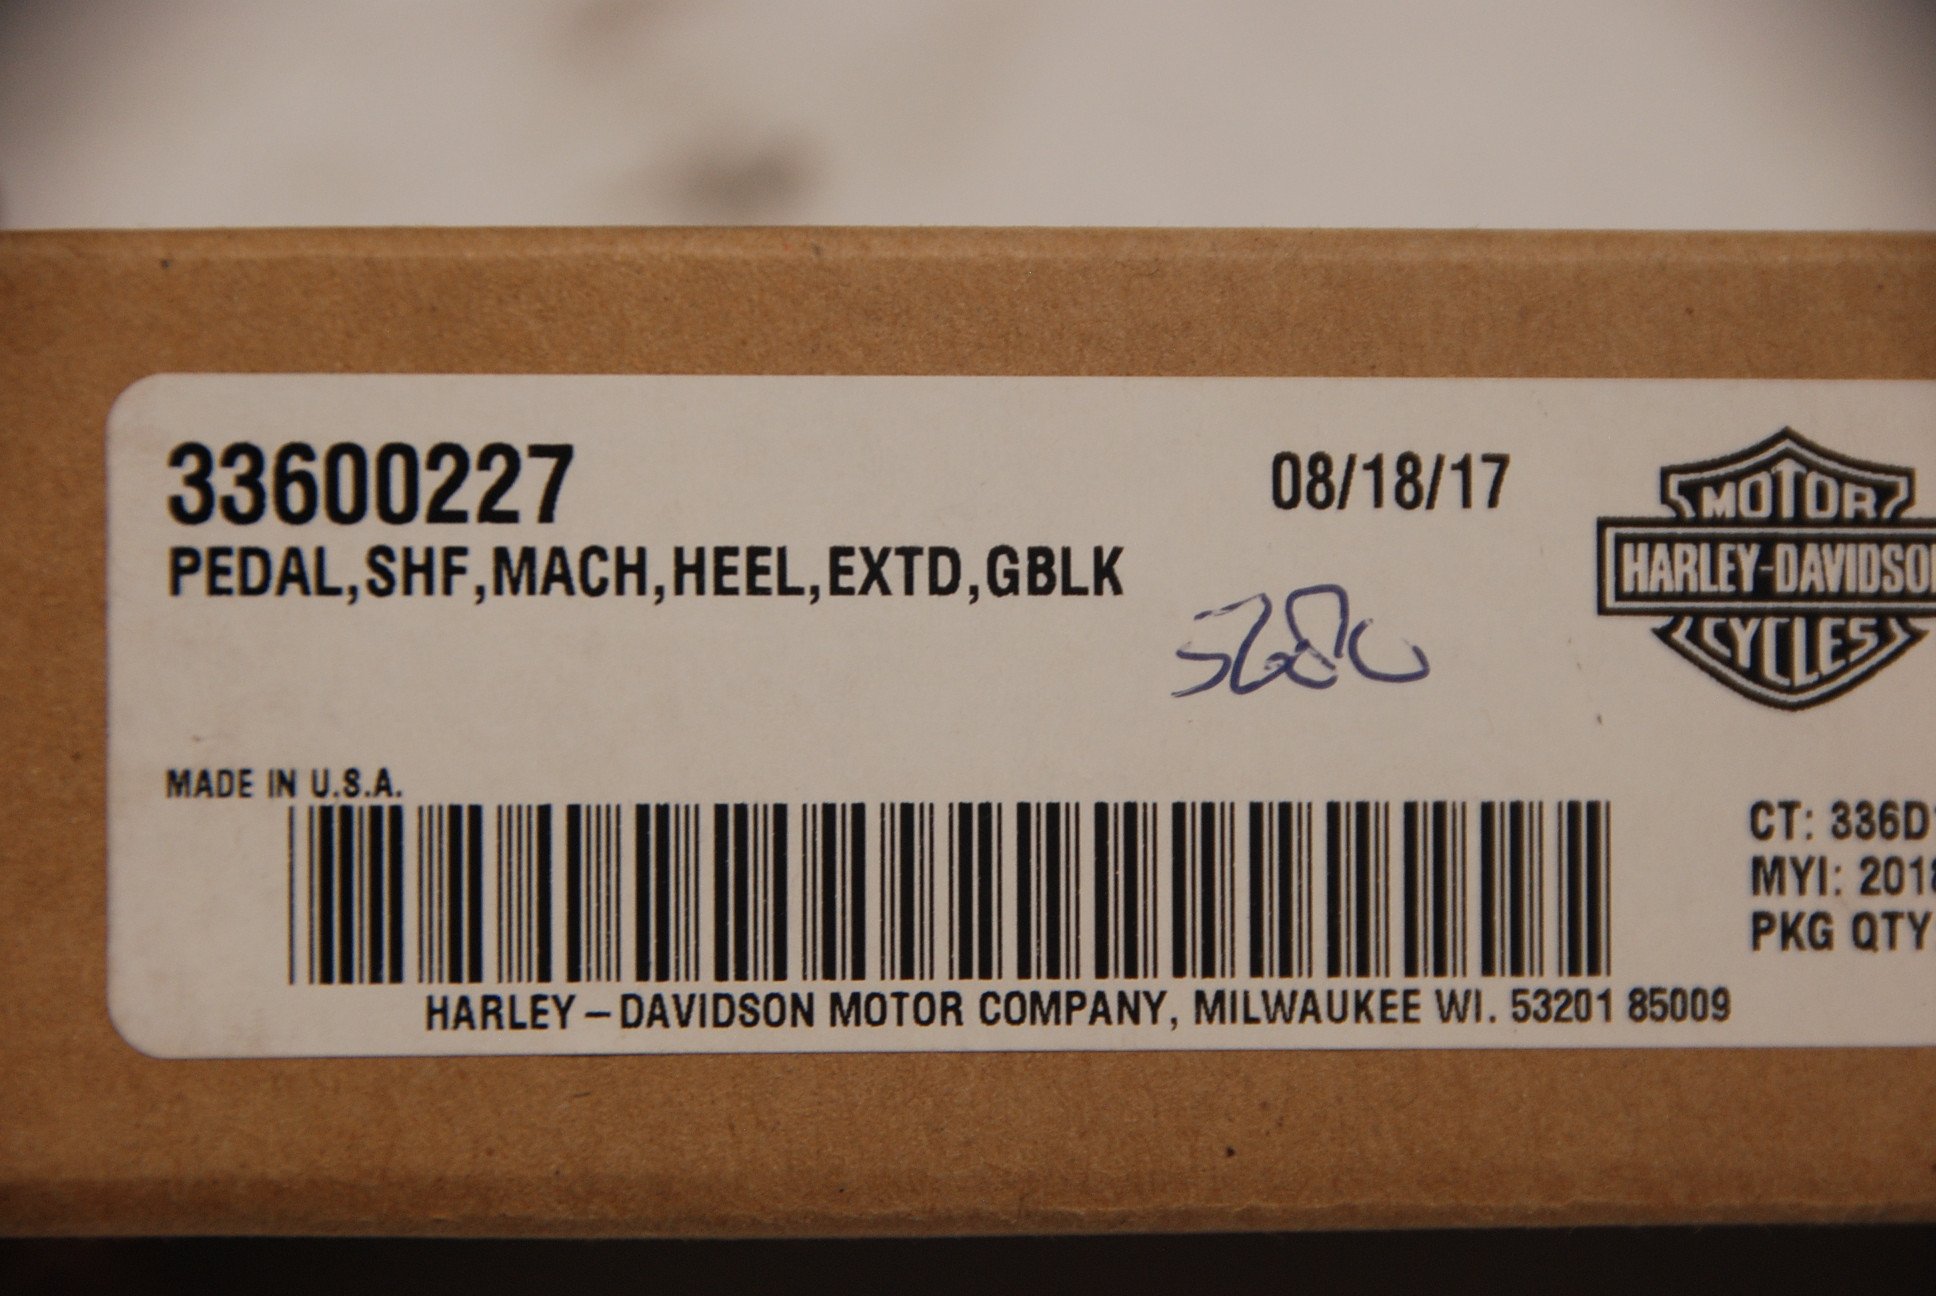 33600227
08/18/17
PEDAL,SHF,MACH,HEEL,EXTD,GBLK
MOTOR
HARLEY-DAVIDSO
CYCLES
MADE IN U.S.A.
CT: 336D
MYI: 201
PKG QTY
HARLEY–DAVIDSON MOTOR COMPANY, MILWAUKEE WI. 53201 85009